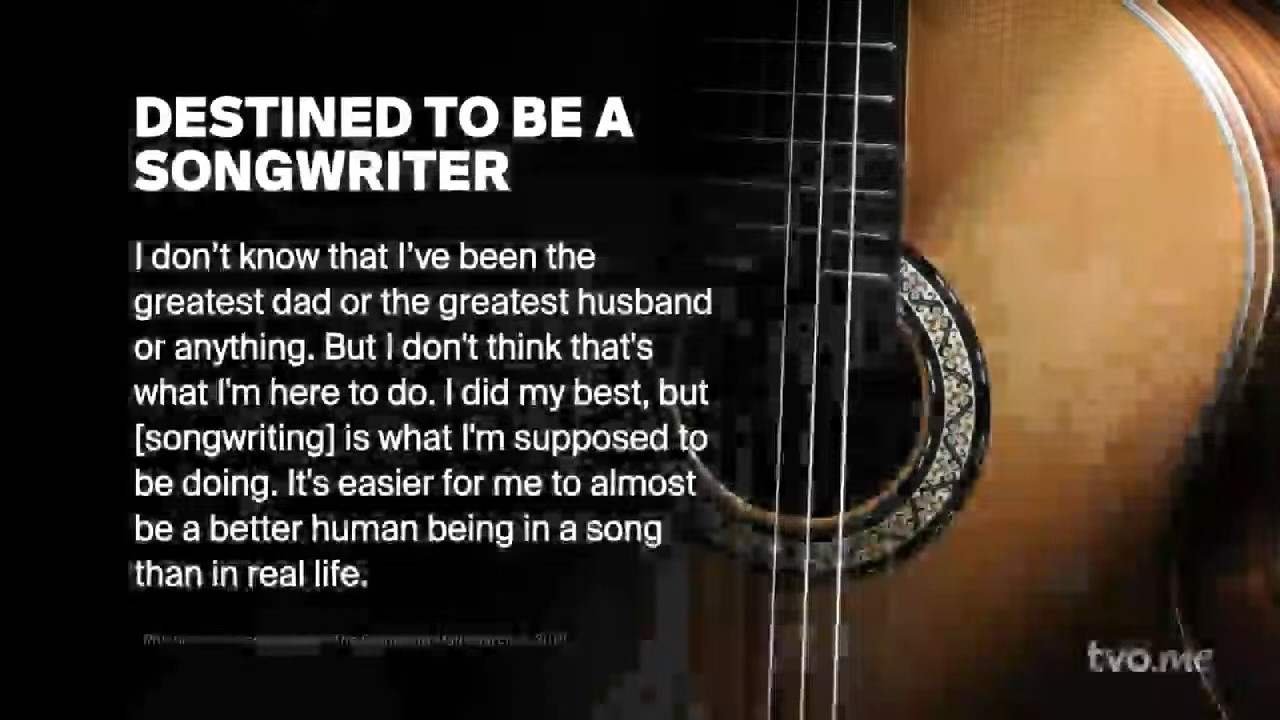 DESTINED TO BE A
SONGWRITER
I don’t know that I’ve been the
greatest dad or the greatest husband
or anything. But I don't think that's
what I'm here to do. I did my best, but
[songwriting] is what I'm supposed to
be doing. It's easier for me to almost
be a better human being in a song
than in real life.
tvo.me